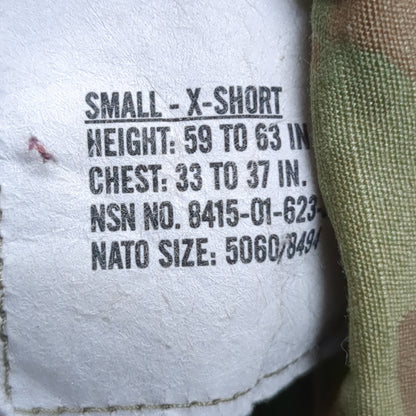 SMALL - X-SHORT
HEIGHT: 59 TO 63 IN
CHEST: 33 TO 37 IN.
NSN NO. 8415-01-623-
NATO SIZE: 5060/8494